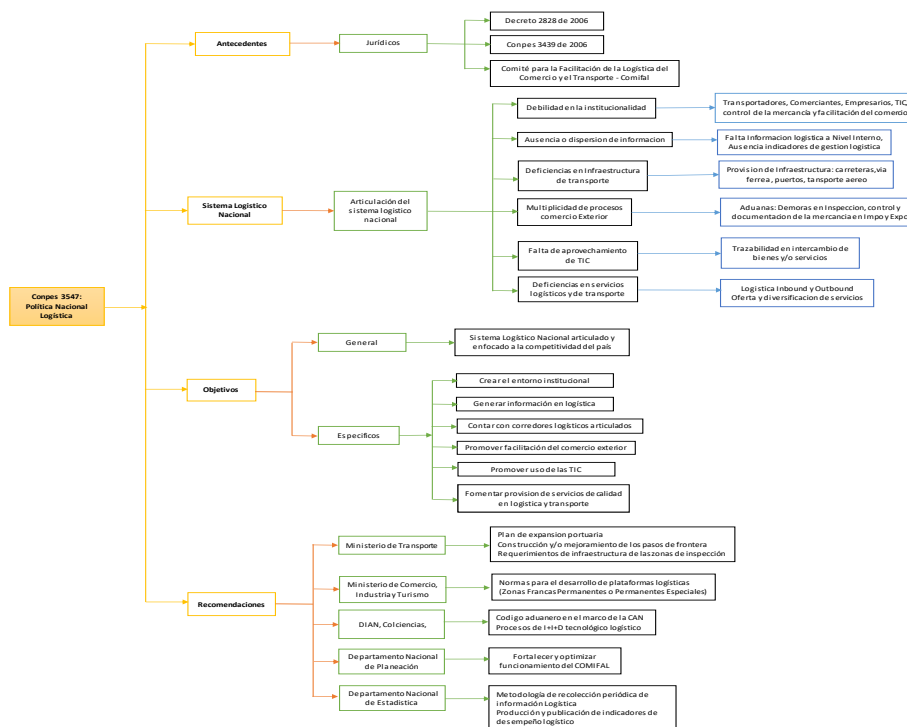 Conpes 3547:
Política Nacional
Logística
Antecedentes
Jurídicos
Decreto 2828 de 2006
Conpes 3439 de 2006
Comité para la Facilitación de la Logística del
Comercio y el Transporte - Comifal
Sistema Logístico
Nacional
Articulación del
sistema logístico
nacional
Debilidad en la institucionalidad
Transportadores, Comerciantes, Empresarios, TIC,
control de la mercancía y facilitación del comercio
Ausencia o dispersion de informacion
Falta Informacion logística a Nivel Interno,
Ausencia indicadores de gestion logística
Deficiencias en Infraestructura
de transporte
Provision de Infraestructura: carreteras,via
ferrea , puertos, tansporte aereo
Multiplicidad de procesos
comercio Exterior
Aduanas: Demoras en Inspeccion, control y
documentacion de la mercancia en Impo y Expo
Falta de aprovechamiento
de TIC
Trazabilidad en intercambio de
bienes y/o servicios
Deficiencias en servicios
logísticos y de transporte
Logistica Inbound y Outbound
Oferta y diversificacion de servicios
Objetivos
General
Sistema Logístico Nacional articulado y
enfocado a la competitividad del país
Específicos
Crear el entorno institucional
Generar información en logística
Contar con corredores logísticos articulados
Promover facilitación del comercio exterior
Promover uso de las TIC
Fomentar provision de servicios de calidad
en logistica y transporte
Recomendaciones
Ministerio de Transporte
Plan de expansion portuaria
Construcción y/o mejoramiento de los pasos de frontera
Requerimientos de infraestructura de las zonas de inspección
Ministerio de Comercio,
Industria y Turismo
Normas para el desarrollo de plataformas logísticas
(Zonas Francas Permanentes o Permanentes Especiales)
DIAN, Colciencias,
Codigo aduanero en el marco de la CAN
Procesos de I+I+D tecnológico logístico
Departamento Nacional
de Planeación
Fortalecer y optimizar
funcionamiento del COMIFAL
Departamento Nacional
de Estadística
Metodología de recolección periódica de
información Logística
Producción y publicación de indicadores de
desempeño logístico